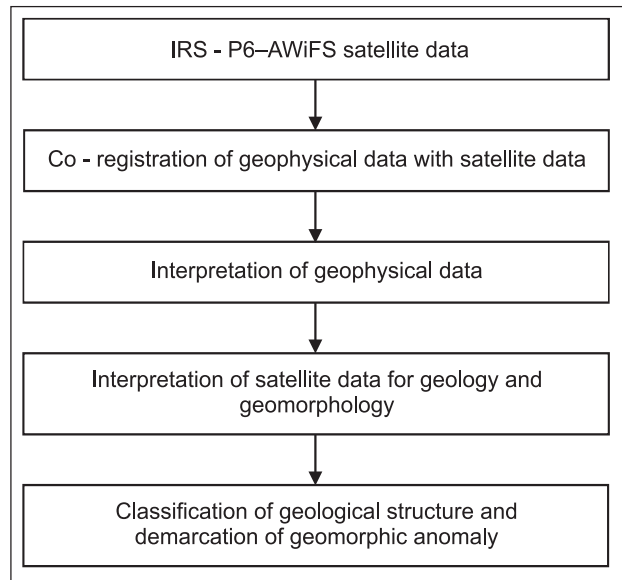 IRS - P6–AWiFS satellite data
Co - registration of geophysical data with satellite data
Interpretation of geophysical data
Interpretation of satellite data for geology and
geomorphology
Classification of geological structure and
demarcation of geomorphic anomaly